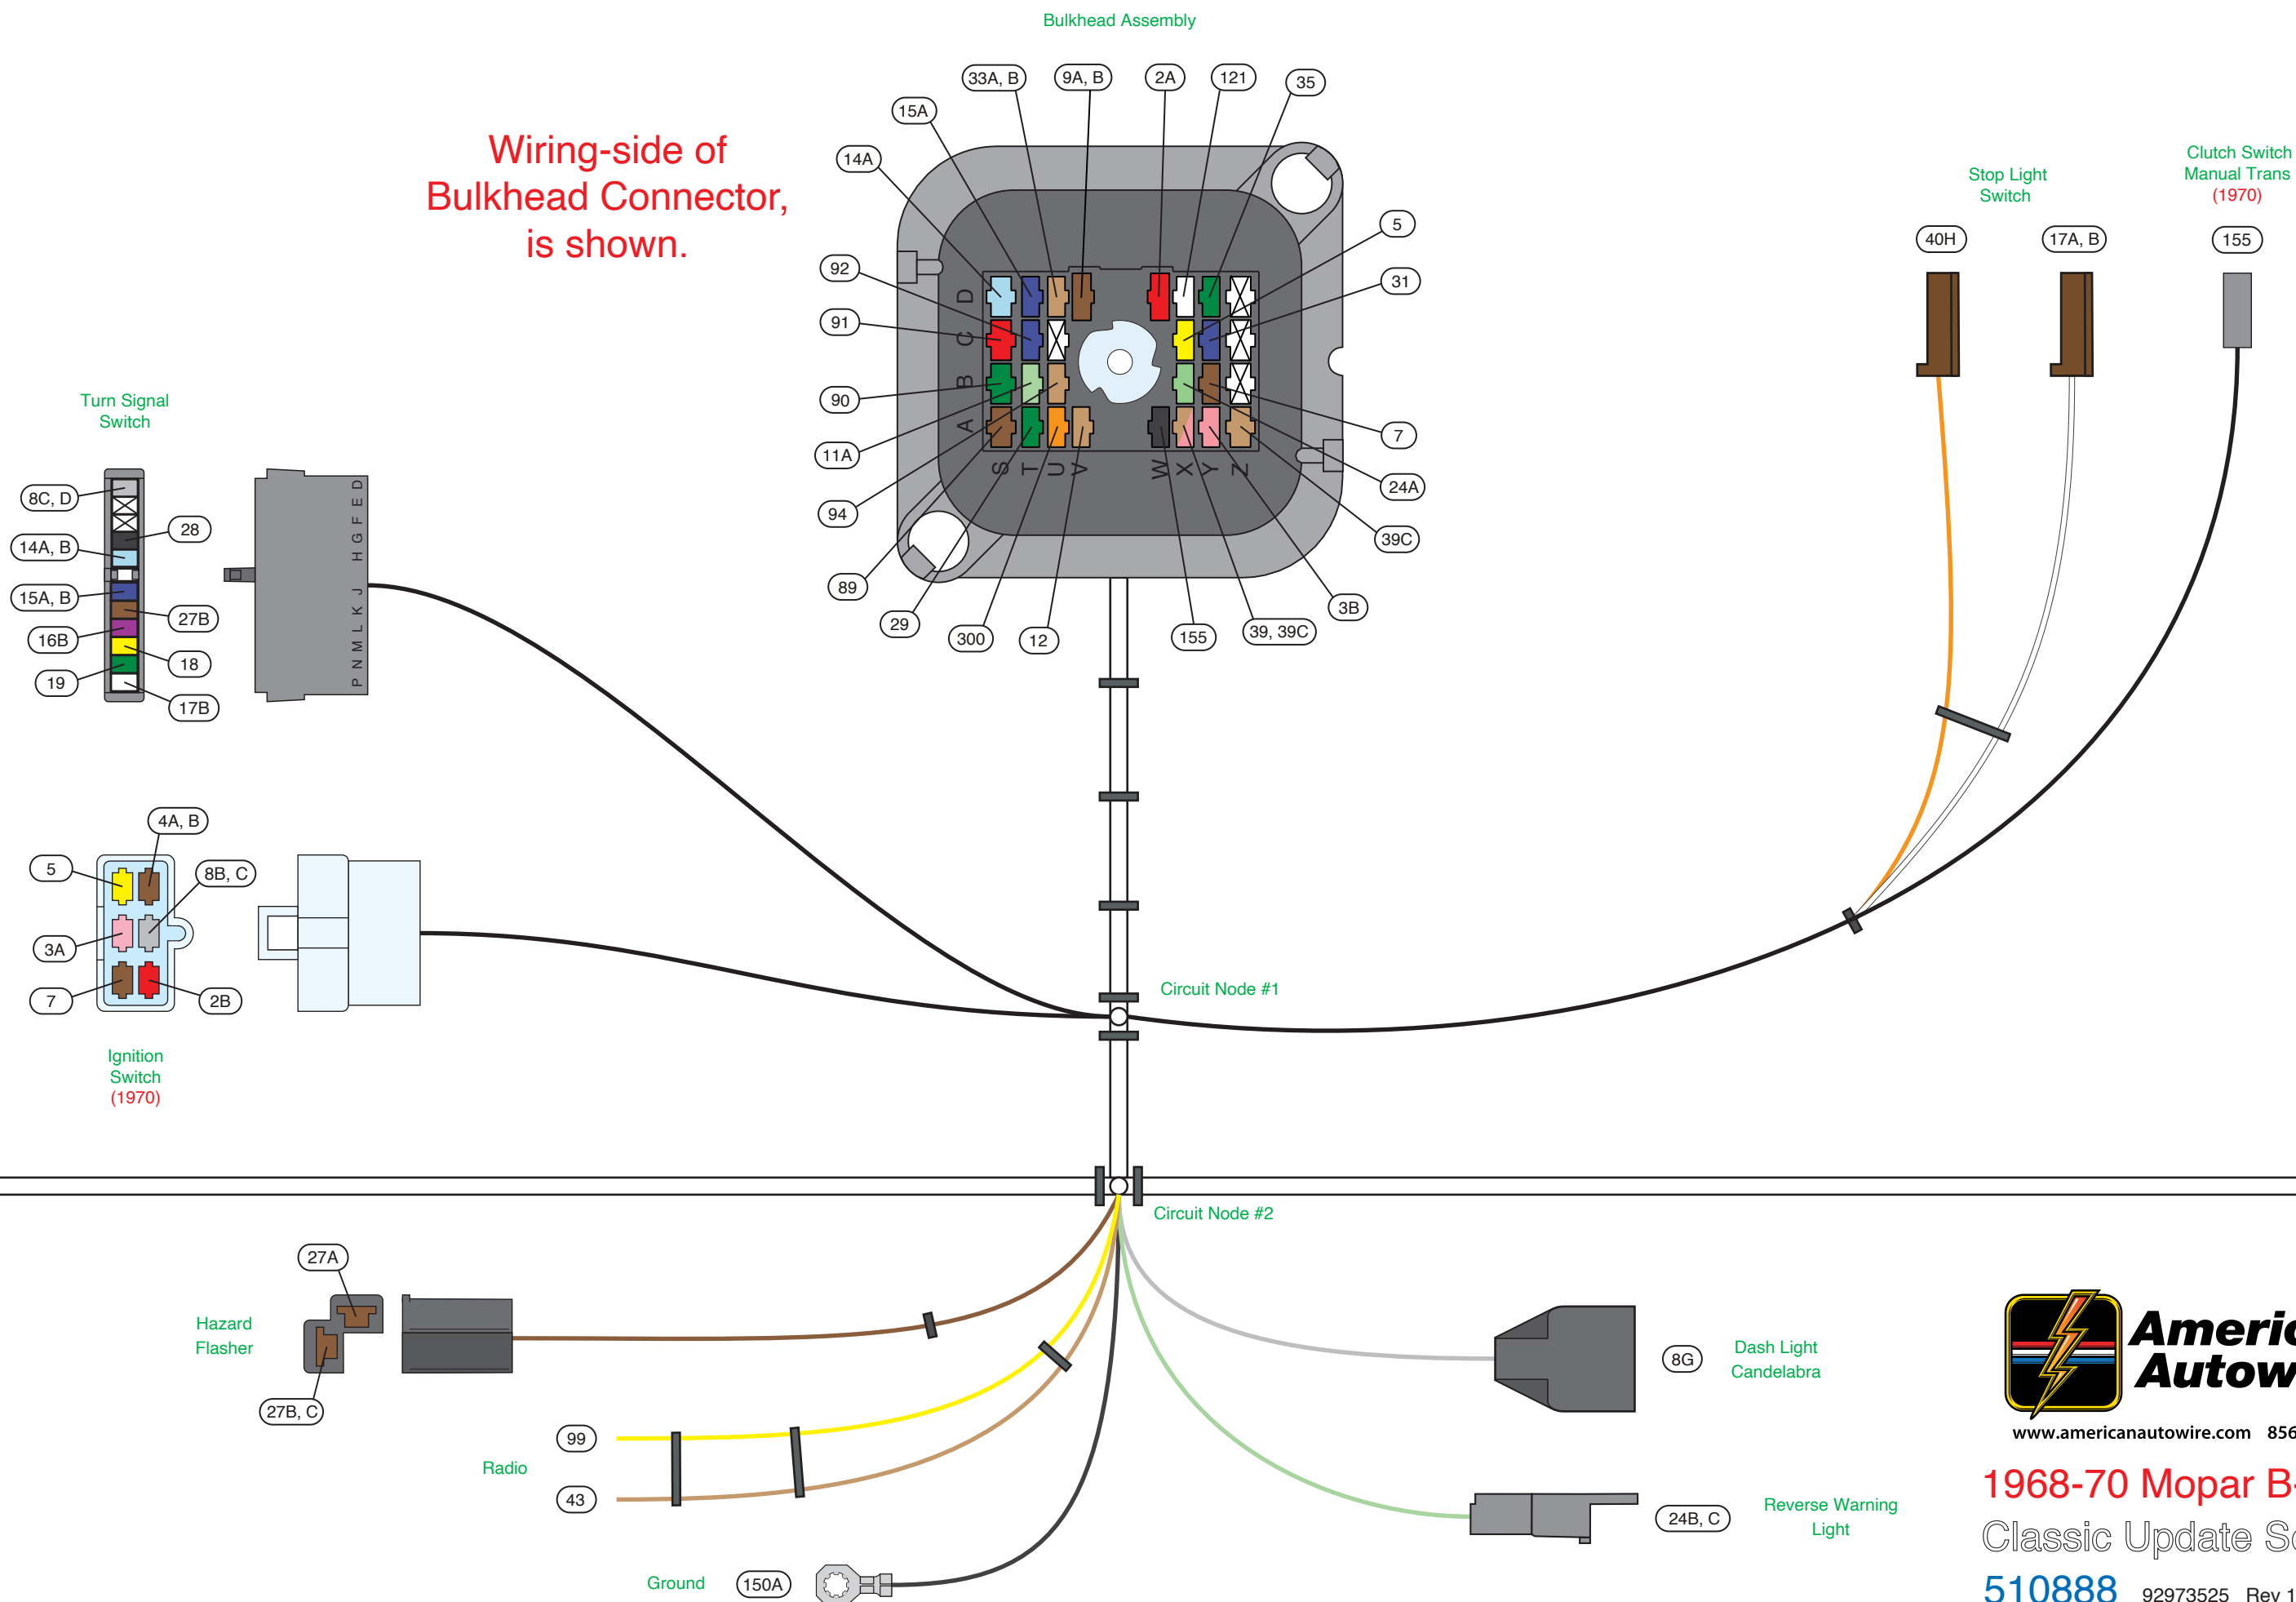 Bulkhead Assembly
33A, B
9A, B
2A
121
35
15A
14A
Wiring-side of
Bulkhead Connector,
is shown.
5
92
31
91
90
7
11A
24A
94
39C
89
3B
29
300
12
155
39, 39C
D
C
B
A
S T U V W X Y Z
Stop Light
Switch
Clutch Switch
Manual Trans
(1970)
40H
17A, B
155
Turn Signal
Switch
8C, D
28
14A, B
15A, B
27B
16B
18
19
17B
P N M L K J H G F E D
4A, B
5
8B, C
3A
7
2B
Ignition
Switch
(1970)
Circuit Node #1
Circuit Node #2
27A
Hazard
Flasher
27B, C
99
Radio
43
Ground
150A
8G
Dash Light
Candelabra
24B, C
Reverse Warning
Light
www.americanautowire.com 856
1968-70 Mopar B-
Classic Update
510888 92973525 Rev 1